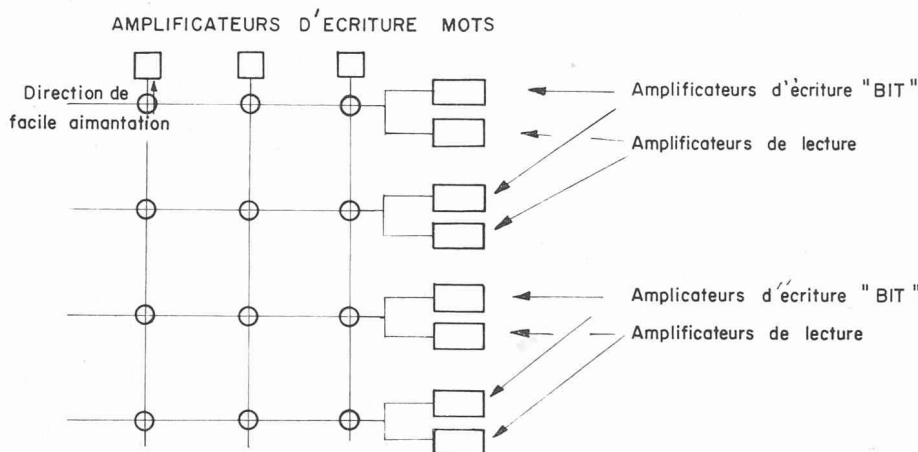 AMPLIFICATEURS D'ECRITURE MOTS
Direction de
facile aimantation
Amplificateurs d'écriture "BIT"
Amplificateurs de lecture
Amplicateurs d'écriture "BIT"
Amplificateurs de lecture